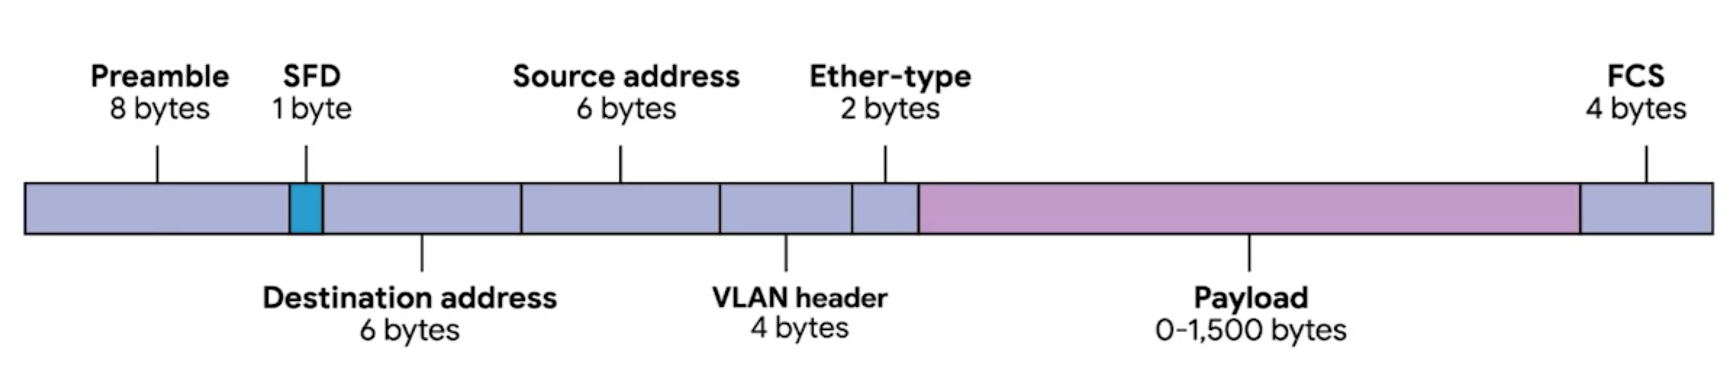 Preamble
8 bytes
SFD
1 byte
Source address
6 bytes
Ether-type
2 bytes
FCS
4 bytes
Destination address
6 bytes
VLAN header
4 bytes
Payload
0-1,500 bytes